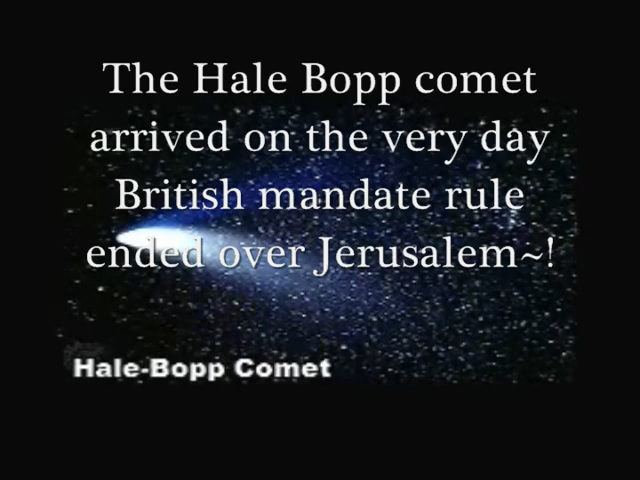 The Hale Bopp comet
arrived on the very day
British mandate rule
ended over Jerusalem~!
Hale-Bopp Comet